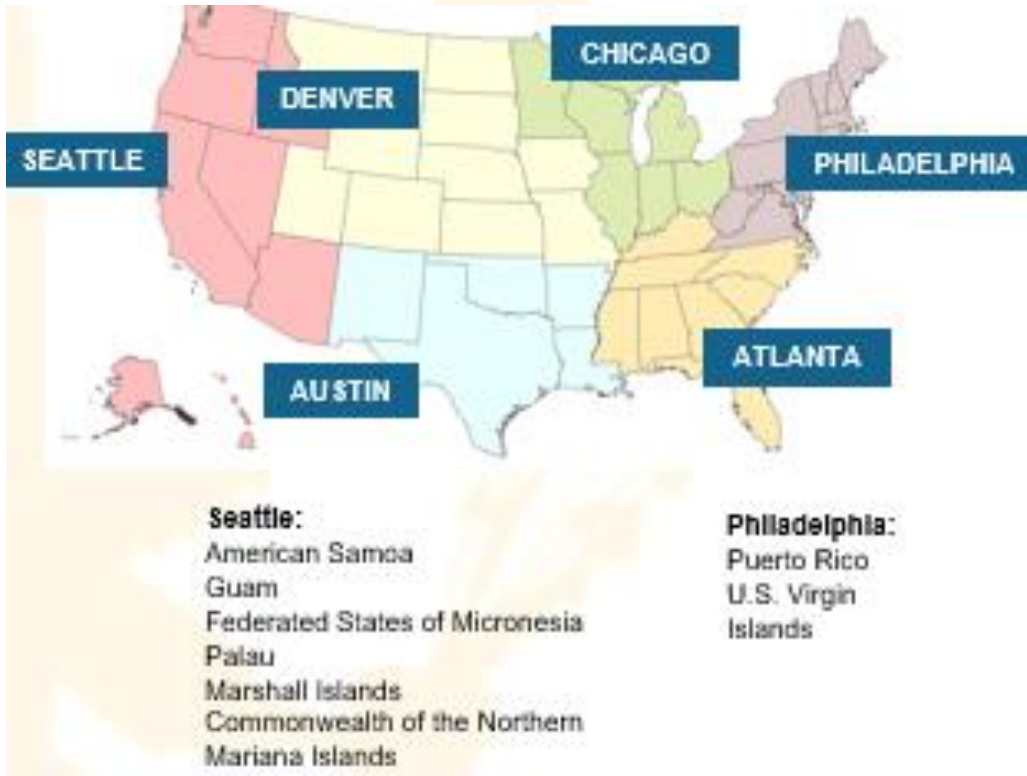 CHICAGO
DENVER
SEATTLE
PHILADELPHIA
ATLANTA
AUSTIN
Seattle:
American Samoa
Guam
Federated States of Micronesia
Palau
Marshall Islands
Commonwealth of the Northern
Mariana Islands
Philadelphia:
Puerto Rico
U.S. Virgin
Islands